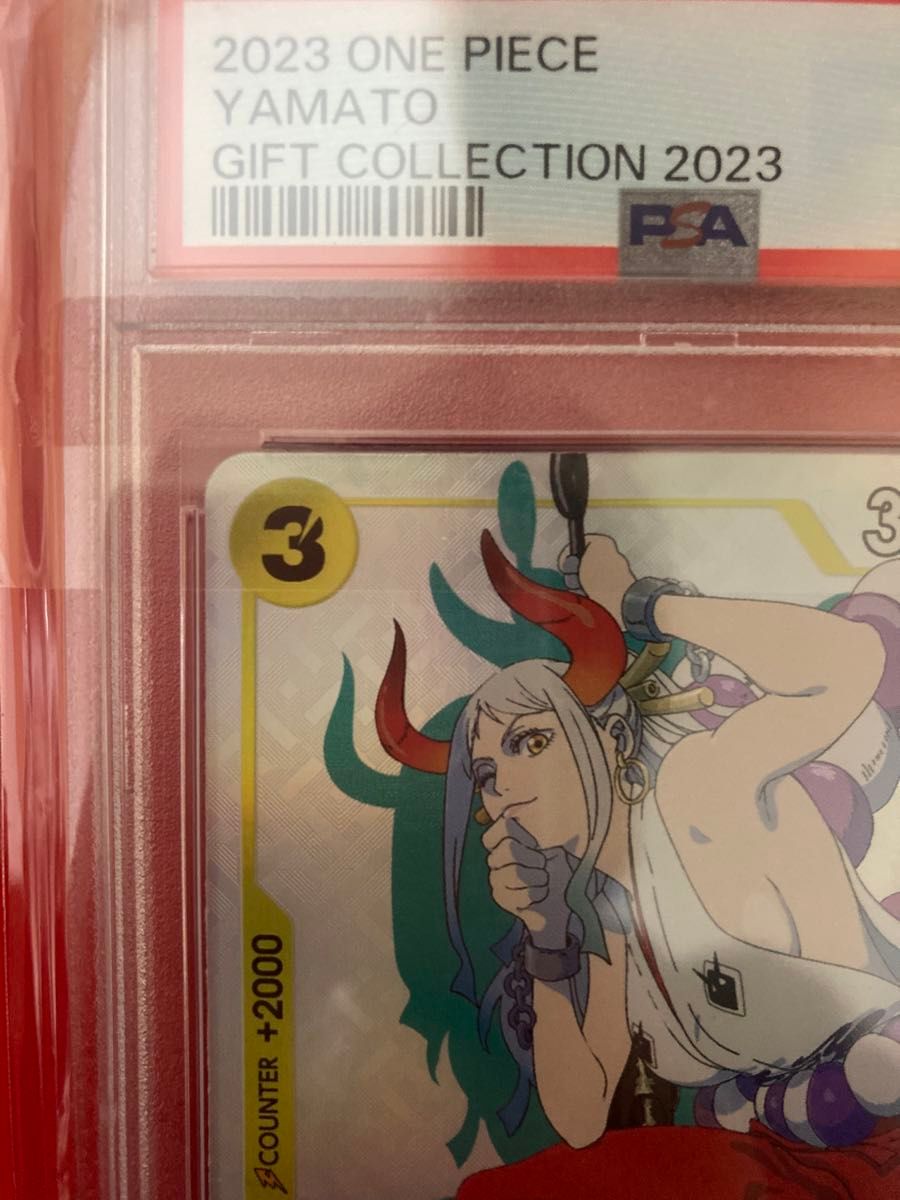 2023 ONE PIECE
YAMATO
GIFT COLLECTION 2023
PSA
3
3
COUNTER +2000